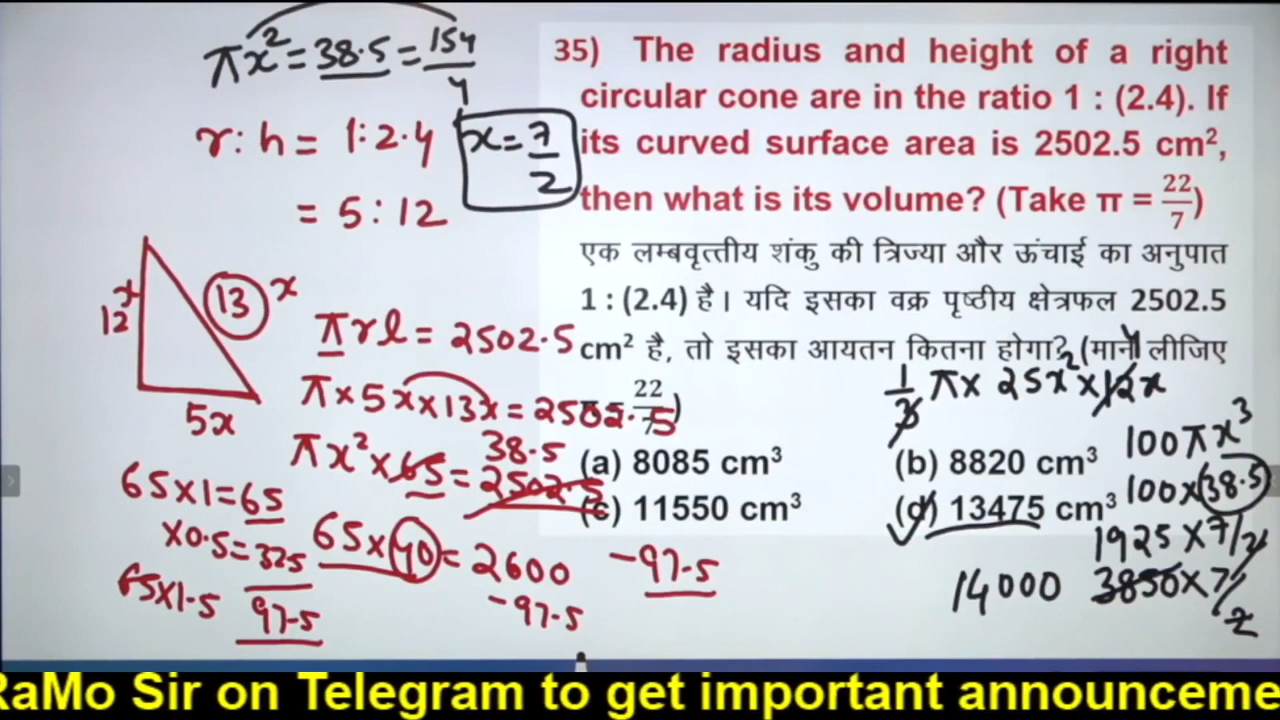 πx² = 38.5 = 154/4
r : h = 1 : 2.4
= 5 : 12
x = 7/2
12x
13 x
5x
πrl = 2502.5
π × 5x × 13x = 2502.5
πx² × 65 = 2502.5
38.5
65 × 1 = 65
× 0.5 = 32.5
65 × 1.5
97.5
65 × 40 = 2600
- 97.5
- 97.5
35) The radius and height of a right
circular cone are in the ratio 1 : (2.4). If
its curved surface area is 2502.5 cm²,
then what is its volume? (Take π = 22/7)
एक लम्बवृत्तीय शंकु की त्रिज्या और ऊंचाई का अनुपात
1 : (2.4) है। यदि इसका वक्र पृष्ठीय क्षेत्रफल 2502.5
cm² है, तो इसका आयतन कितना होगा? (मान लीजिए
22/7)
(a) 8085 cm³
(b) 8820 cm³
(c) 11550 cm³
(d) 13475 cm³
1/3 π × 25x² × 12x
4
100πx³
100 × 38.5
1925 × 7/2
3850 × 7/2
14000
RaMo Sir on Telegram to get important announceme